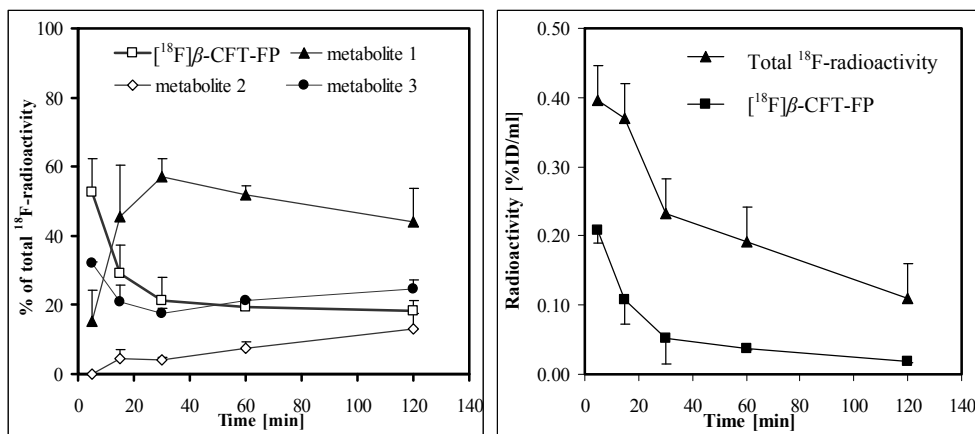 100
80
60
40
20
0
% of total ¹⁸F-radioactivity
[¹⁸F]β-CFT-FP
metabolite 1
metabolite 2
metabolite 3
0 20 40 60 80 100 120 140
Time [min]
0.50
0.40
0.30
0.20
0.10
0.00
Radioactivity [%ID/ml]
Total ¹⁸F-radioactivity
[¹⁸F]β-CFT-FP
0 20 40 60 80 100 120 140
Time [min]